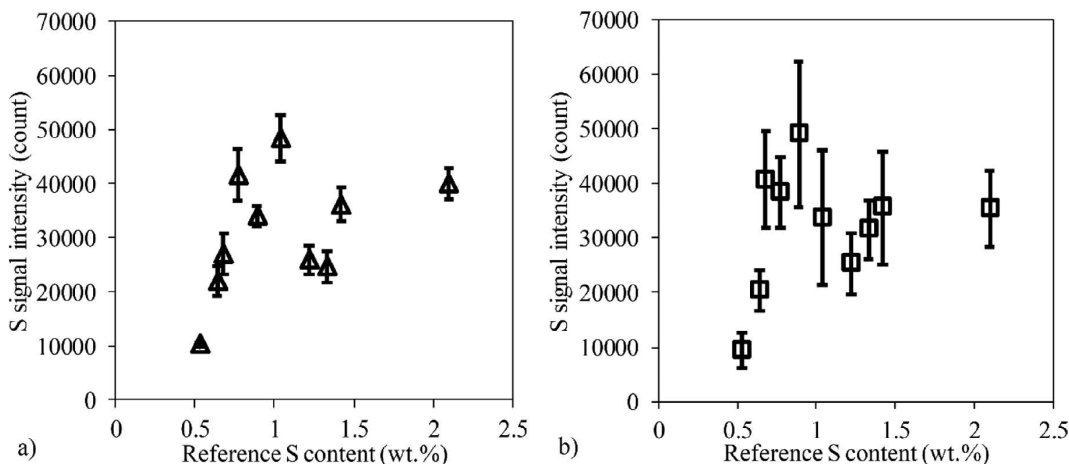 70000
60000
50000
40000
30000
20000
10000
0
S signal intensity (count)
0 0.5 1 1.5 2 2.5
a) Reference S content (wt.%)
70000
60000
50000
40000
30000
20000
10000
0
S signal intensity (count)
0 0.5 1 1.5 2 2.5
b) Reference S content (wt.%)